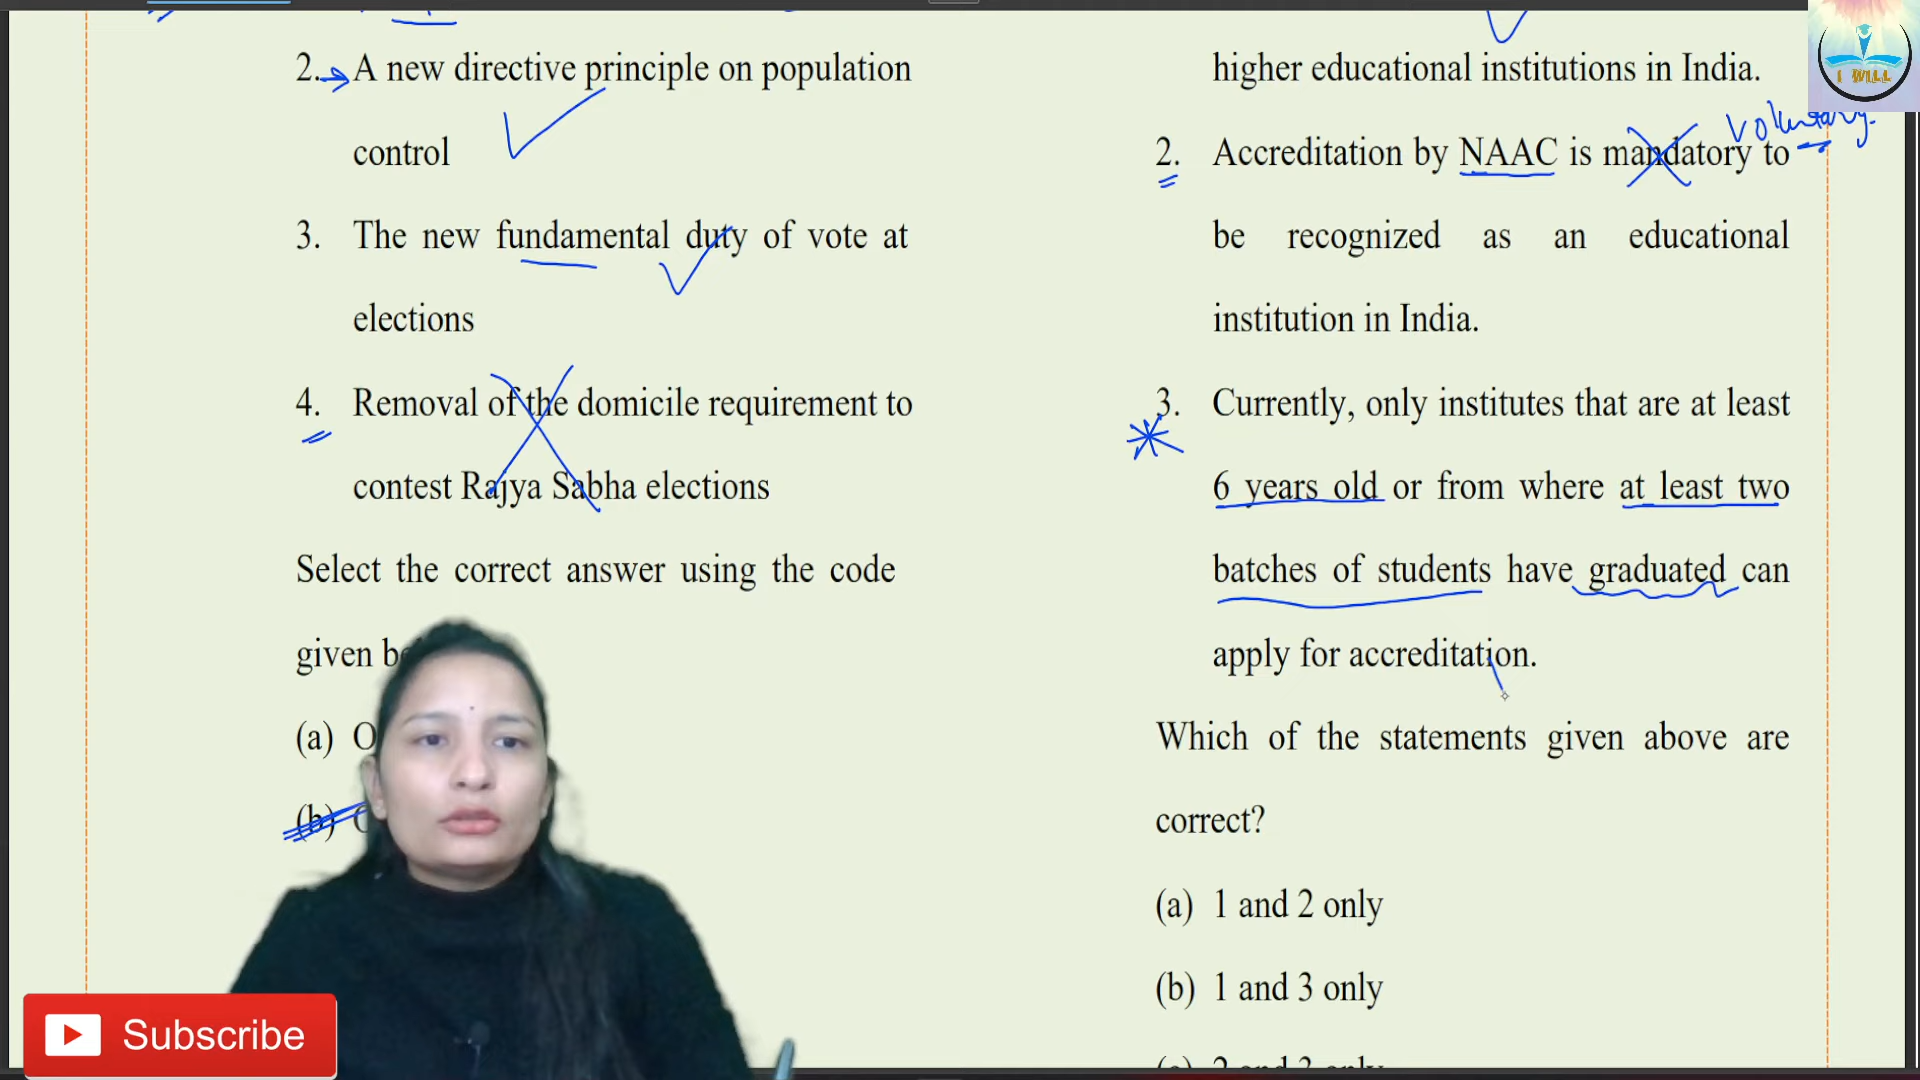 2. A new directive principle on population
control
3. The new fundamental duty of vote at
elections
4. Removal of the domicile requirement to
contest Rajya Sabha elections
Select the correct answer using the code
given
(a)
(b)
higher educational institutions in India.
voluntary.
2. Accreditation by NAAC is mandatory to
be recognized as an educational
institution in India.
3. Currently, only institutes that are at least
6 years old or from where at least two
batches of students have graduated can
apply for accreditation.
Which of the statements given above are
correct?
(a) 1 and 2 only
(b) 1 and 3 only
I WILL
Subscribe